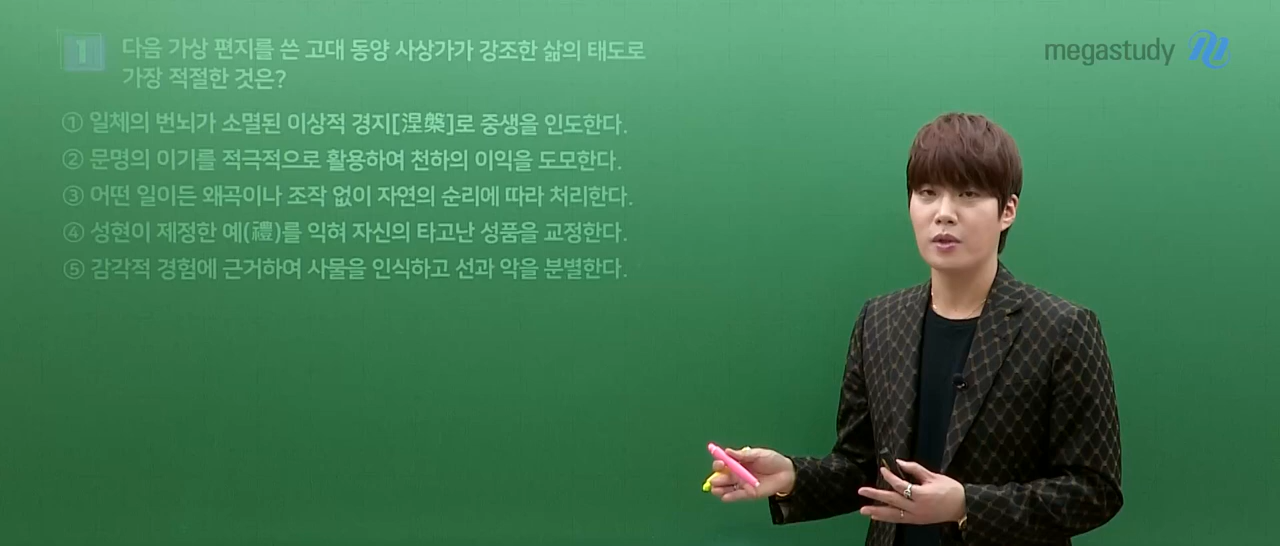 megastudy
1 다음 가상 편지를 쓴 고대 동양 사상가가 강조한 삶의 태도로
가장 적절한 것은?
① 일체의 번뇌가 소멸된 이상적 경지[涅槃]로 중생을 인도한다.
② 문명의 이기를 적극적으로 활용하여 천하의 이익을 도모한다.
③ 어떤 일이든 왜곡이나 조작 없이 자연의 순리에 따라 처리한다.
④ 성현이 제정한 예(禮)를 익혀 자신의 타고난 성품을 교정한다.
⑤ 감각적 경험에 근거하여 사물을 인식하고 선과 악을 분별한다.